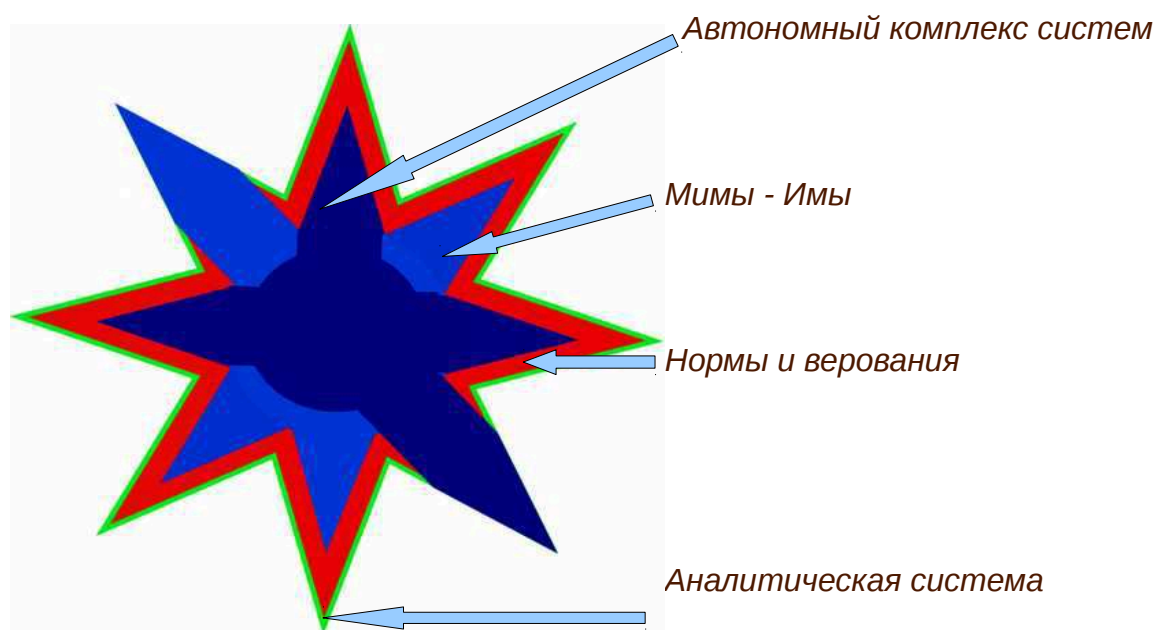 Автономный комплекс систем
Мимы - Имы
Нормы и верования
Аналитическая система